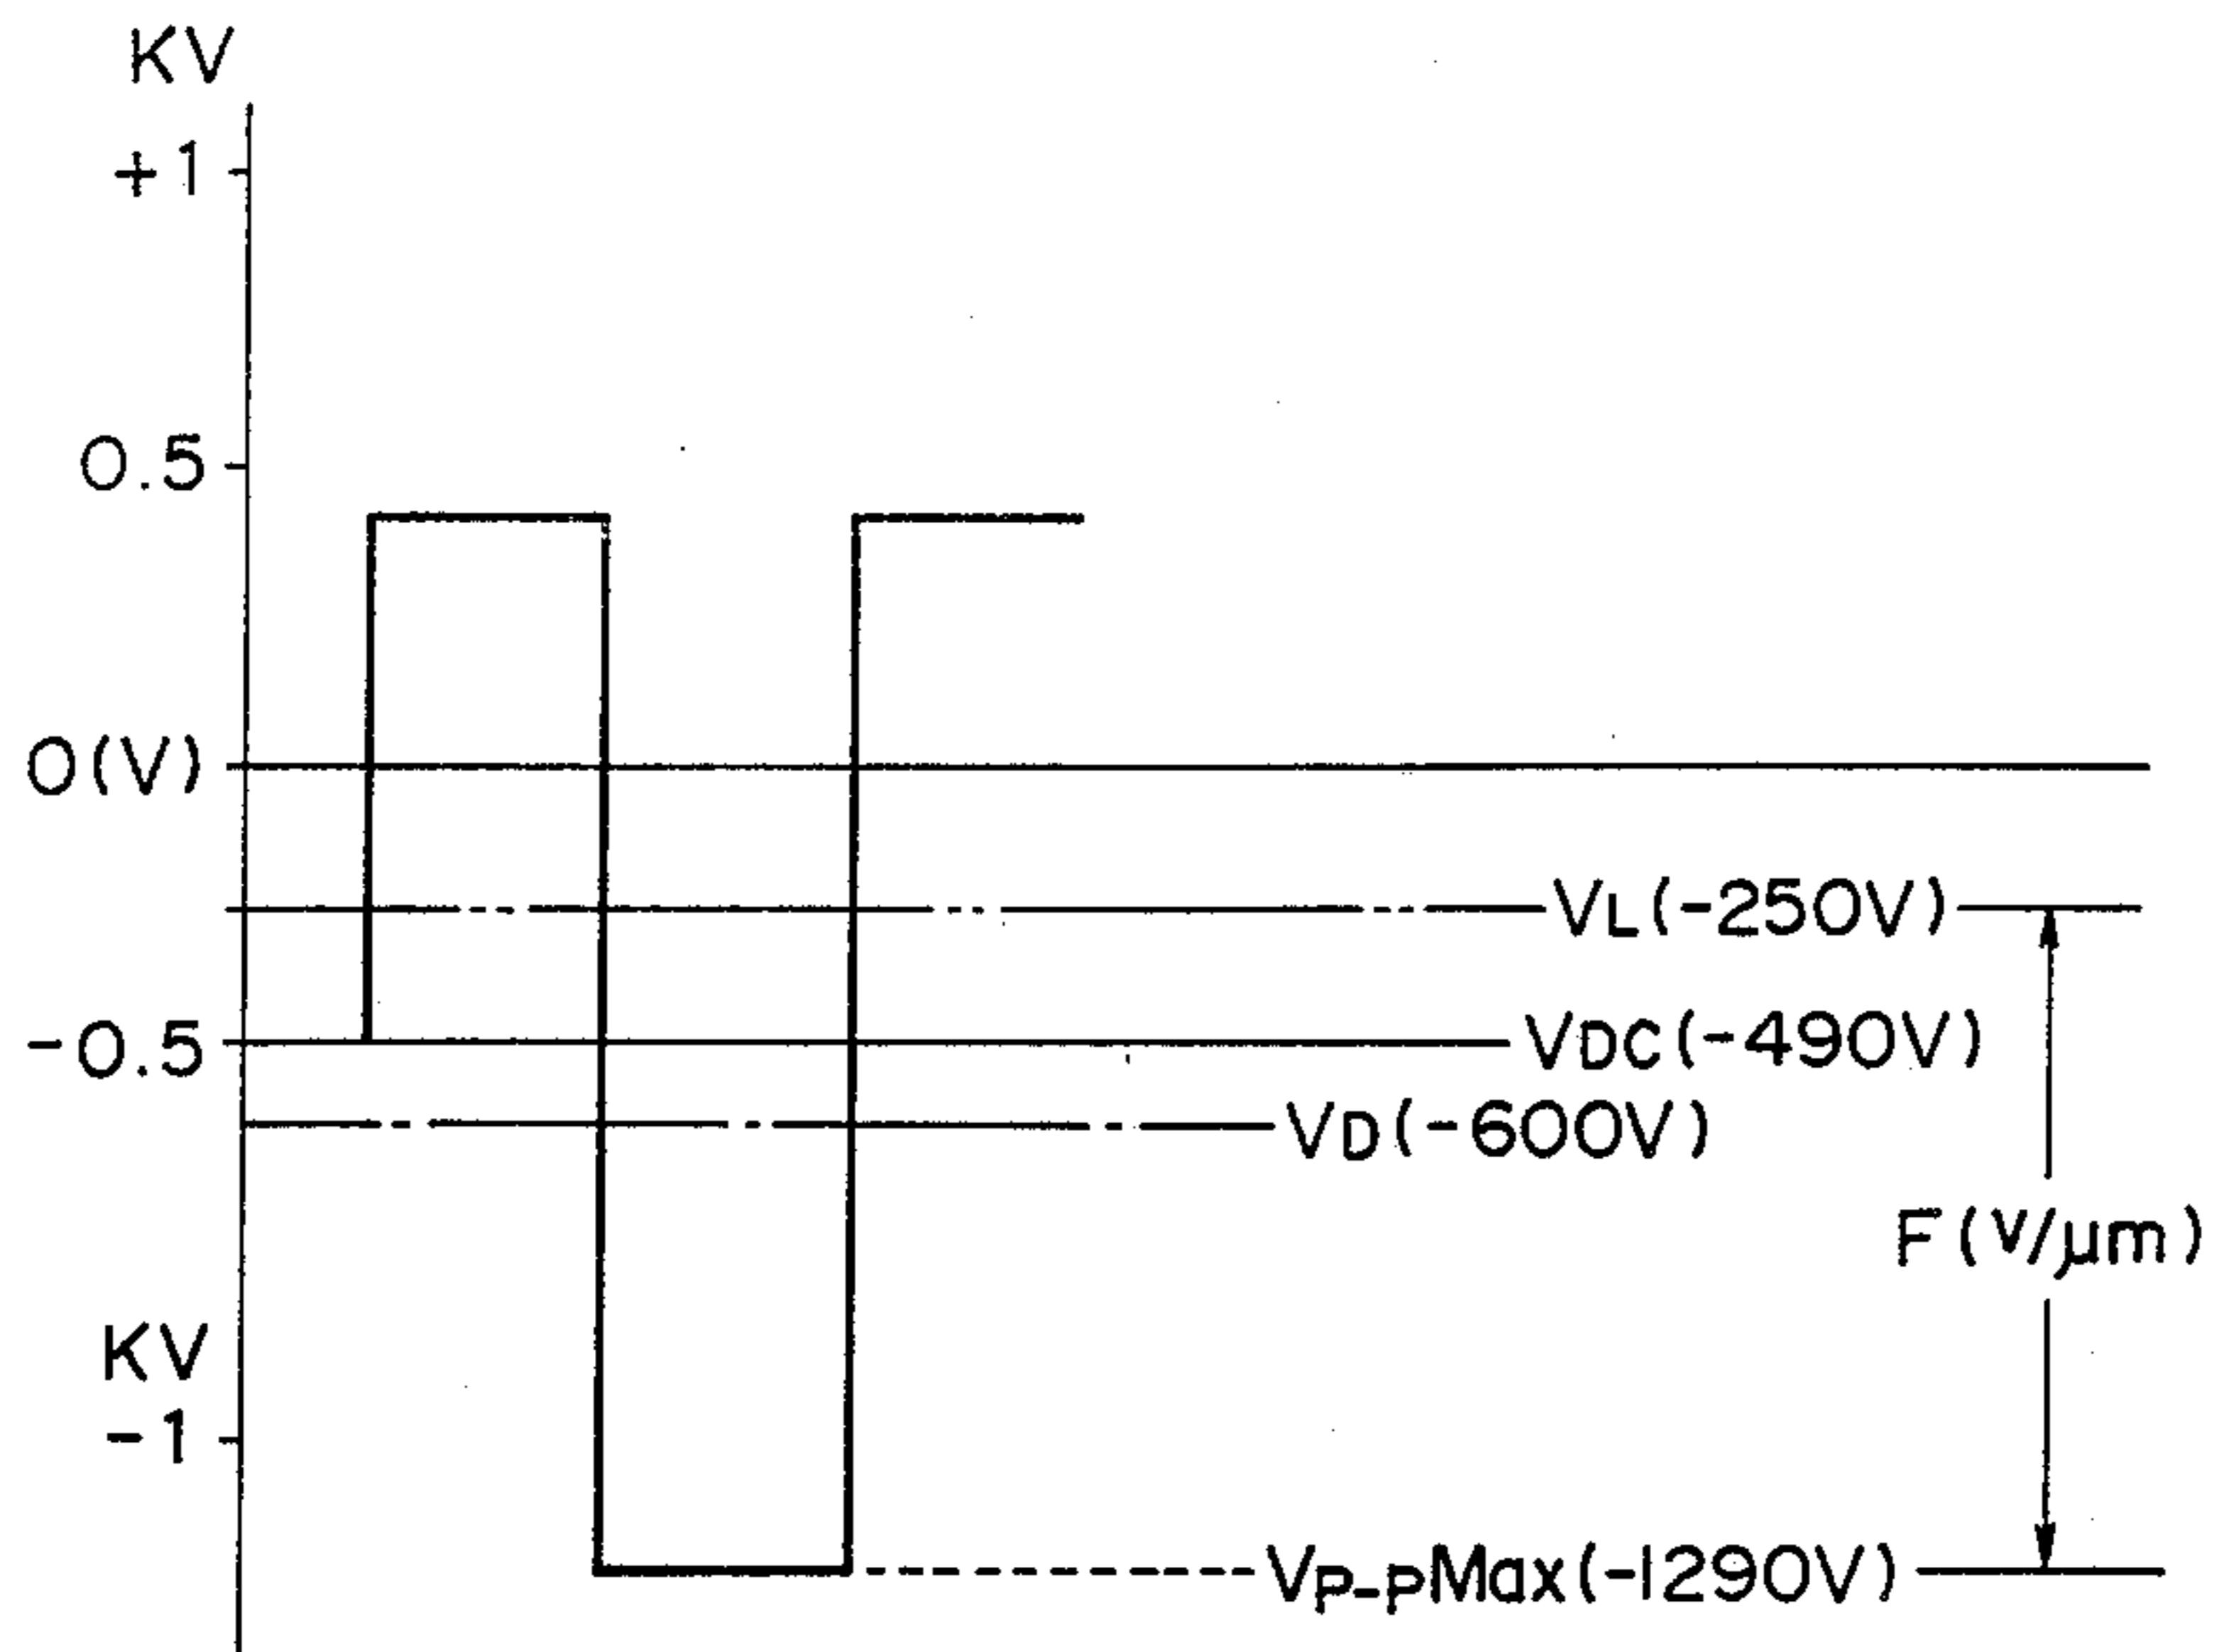 KV
+1
0.5
0(V)
VL(-250V)
-0.5
VDC(-490V)
VD(-600V)
F(V/μm)
KV
-1
VP-PMax(-1290V)